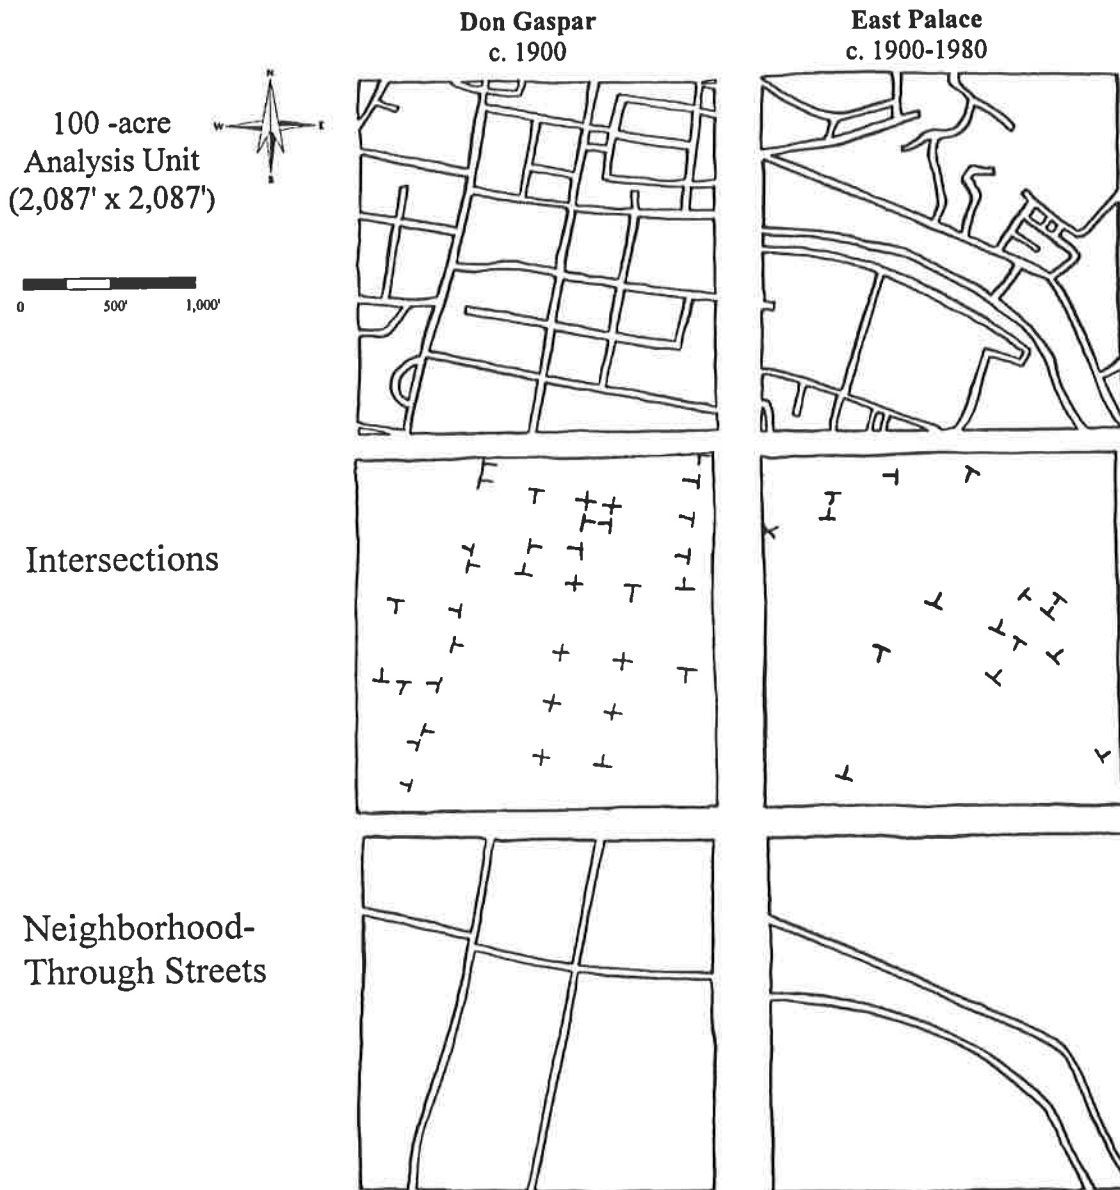 Don Gaspar
c. 1900
East Palace
c. 1900-1980
N
W
E
S
100 -acre
Analysis Unit
(2,087' x 2,087')
0
500'
1,000'
Intersections
Neighborhood-
Through Streets